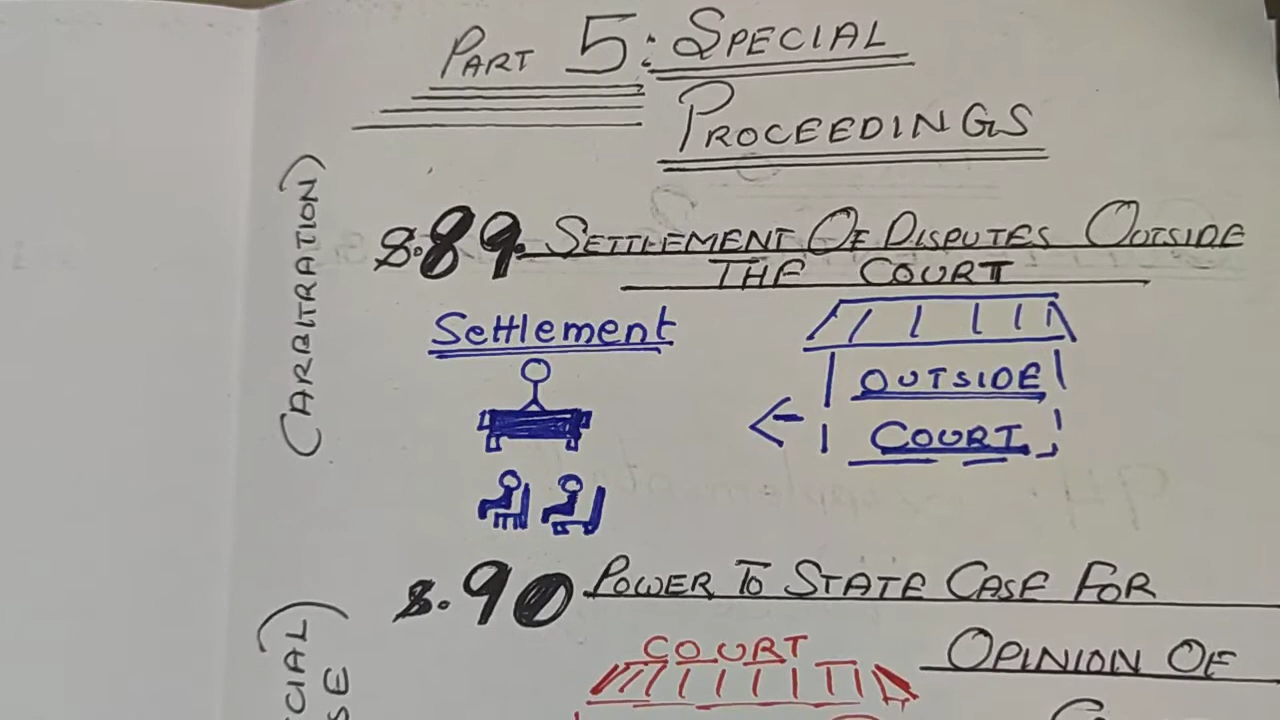 PART 5: SPECIAL
PROCEEDINGS
(ARBITRATION)
S.89. SETTLEMENT OF DISPUTES OUTSIDE
THE COURT
Settlement
OUTSIDE
COURT
S.90 POWER TO STATE CASE FOR
OPINION OF
COURT